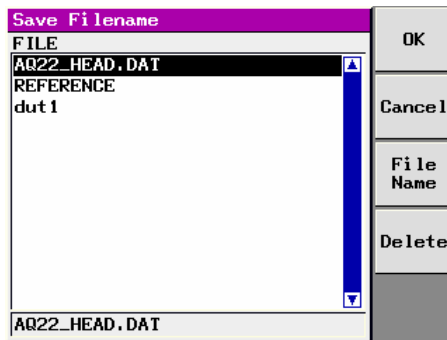 Save Filename
FILE
AQ22_HEAD.DAT
REFERENCE
dut1
AQ22_HEAD.DAT
OK
Cancel
File
Name
Delete